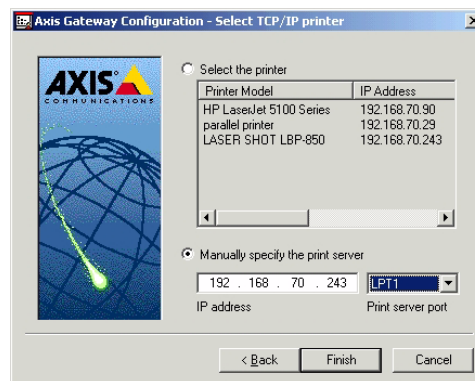 Axis Gateway Configuration - Select TCP/IP printer
AXIS
COMMUNICATIONS
Select the printer
Printer Model IP Address
HP LaserJet 5100 Series 192.168.70.90
parallel printer 192.168.70.29
LASER SHOT LBP-850 192.168.70.243
Manually specify the print server
192 . 168 . 70 . 243 LPT1
IP address Print server port
< Back Finish Cancel